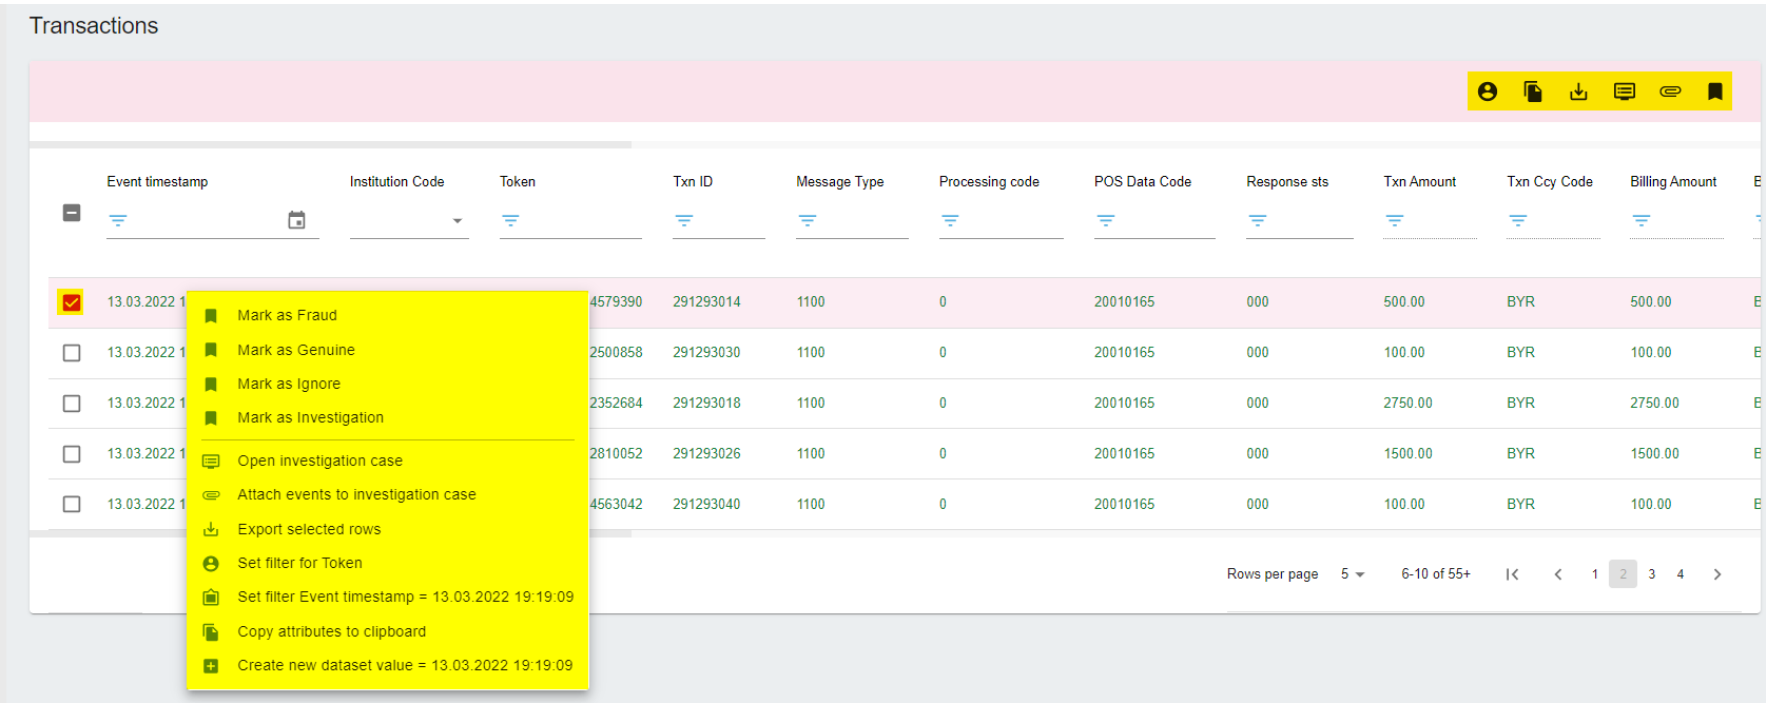 Transactions
Event timestamp Institution Code Token Txn ID Message Type Processing code POS Data Code Response sts Txn Amount Txn Ccy Code Billing Amount
13.03.2022 1 4579390 291293014 1100 0 20010165 000 500.00 BYR 500.00
13.03.2022 1 2500858 291293030 1100 0 20010165 000 100.00 BYR 100.00
13.03.2022 1 2352684 291293018 1100 0 20010165 000 2750.00 BYR 2750.00
13.03.2022 1 2810052 291293026 1100 0 20010165 000 1500.00 BYR 1500.00
13.03.2022 1 4563042 291293040 1100 0 20010165 000 100.00 BYR 100.00
Mark as Fraud
Mark as Genuine
Mark as Ignore
Mark as Investigation
Open investigation case
Attach events to investigation case
Export selected rows
Set filter for Token
Set filter Event timestamp = 13.03.2022 19:19:09
Copy attributes to clipboard
Create new dataset value = 13.03.2022 19:19:09
Rows per page 5 6-10 of 55+ 1 2 3 4